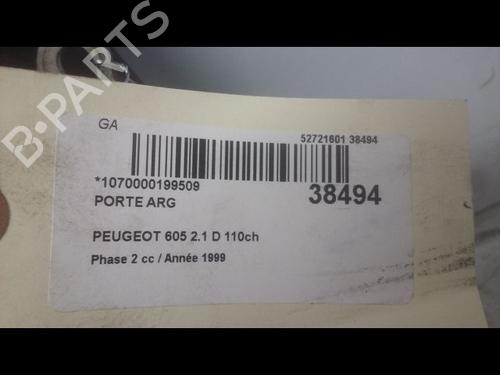 GA
52721601 38494
*1070000199509
38494
PORTE ARG
PEUGEOT 605 2.1 D 110ch
Phase 2 cc / Année 1999
B-PARTS